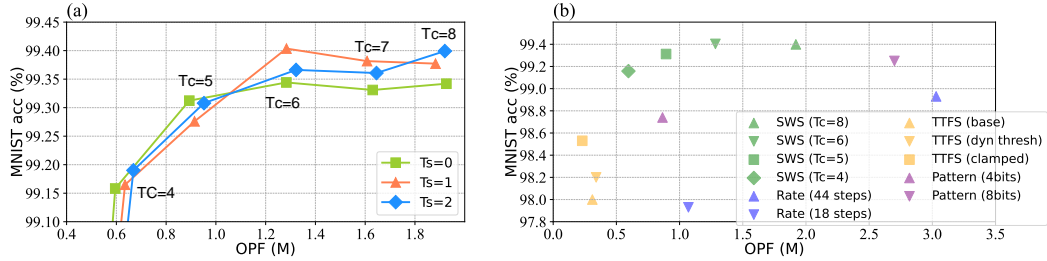 (a)
99.45
99.40
99.35
99.30
99.25
99.20
99.15
99.10
MNIST acc (%)
Tc=8
Tc=7
Tc=5
Tc=6
TC=4
Ts=0
Ts=1
Ts=2
0.4 0.6 0.8 1.0 1.2 1.4 1.6 1.8
OPF (M)
(b)
99.4
99.2
99.0
98.8
98.6
98.4
98.2
98.0
97.8
MNIST acc (%)
SWS (Tc=8)
SWS (Tc=6)
SWS (Tc=5)
SWS (Tc=4)
Rate (44 steps)
Rate (18 steps)
TTFS (base)
TTFS (dyn thresh)
TTFS (clamped)
Pattern (4bits)
Pattern (8bits)
0.0 0.5 1.0 1.5 2.0 2.5 3.0 3.5
OPF (M)